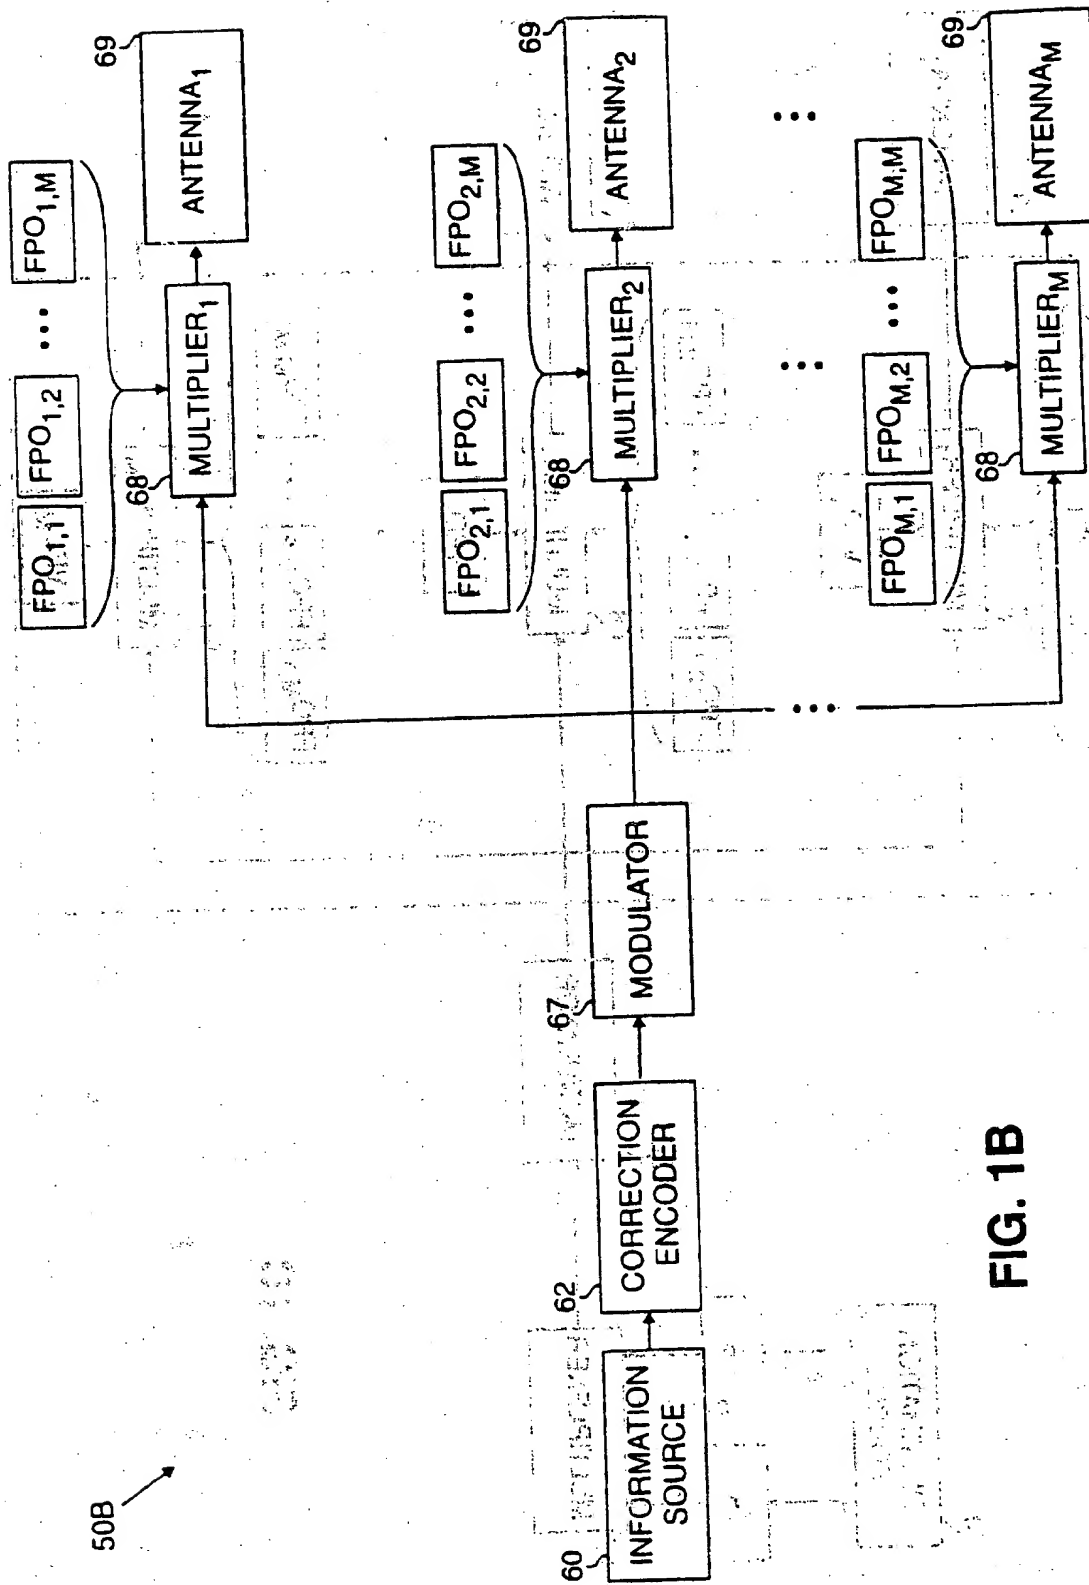 50B
60
INFORMATION
SOURCE
62
CORRECTION
ENCODER
67
MODULATOR
FPO1,1
FPO1,2
•••
FPO1,M
68
MULTIPLIER1
69
ANTENNA1
FPO2,1
FPO2,2
•••
FPO2,M
68
MULTIPLIER2
69
ANTENNA2
•••
•••
•••
FPOM,1
FPOM,2
•••
FPOM,M
68
MULTIPLIERM
69
ANTENNAM
FIG. 1B